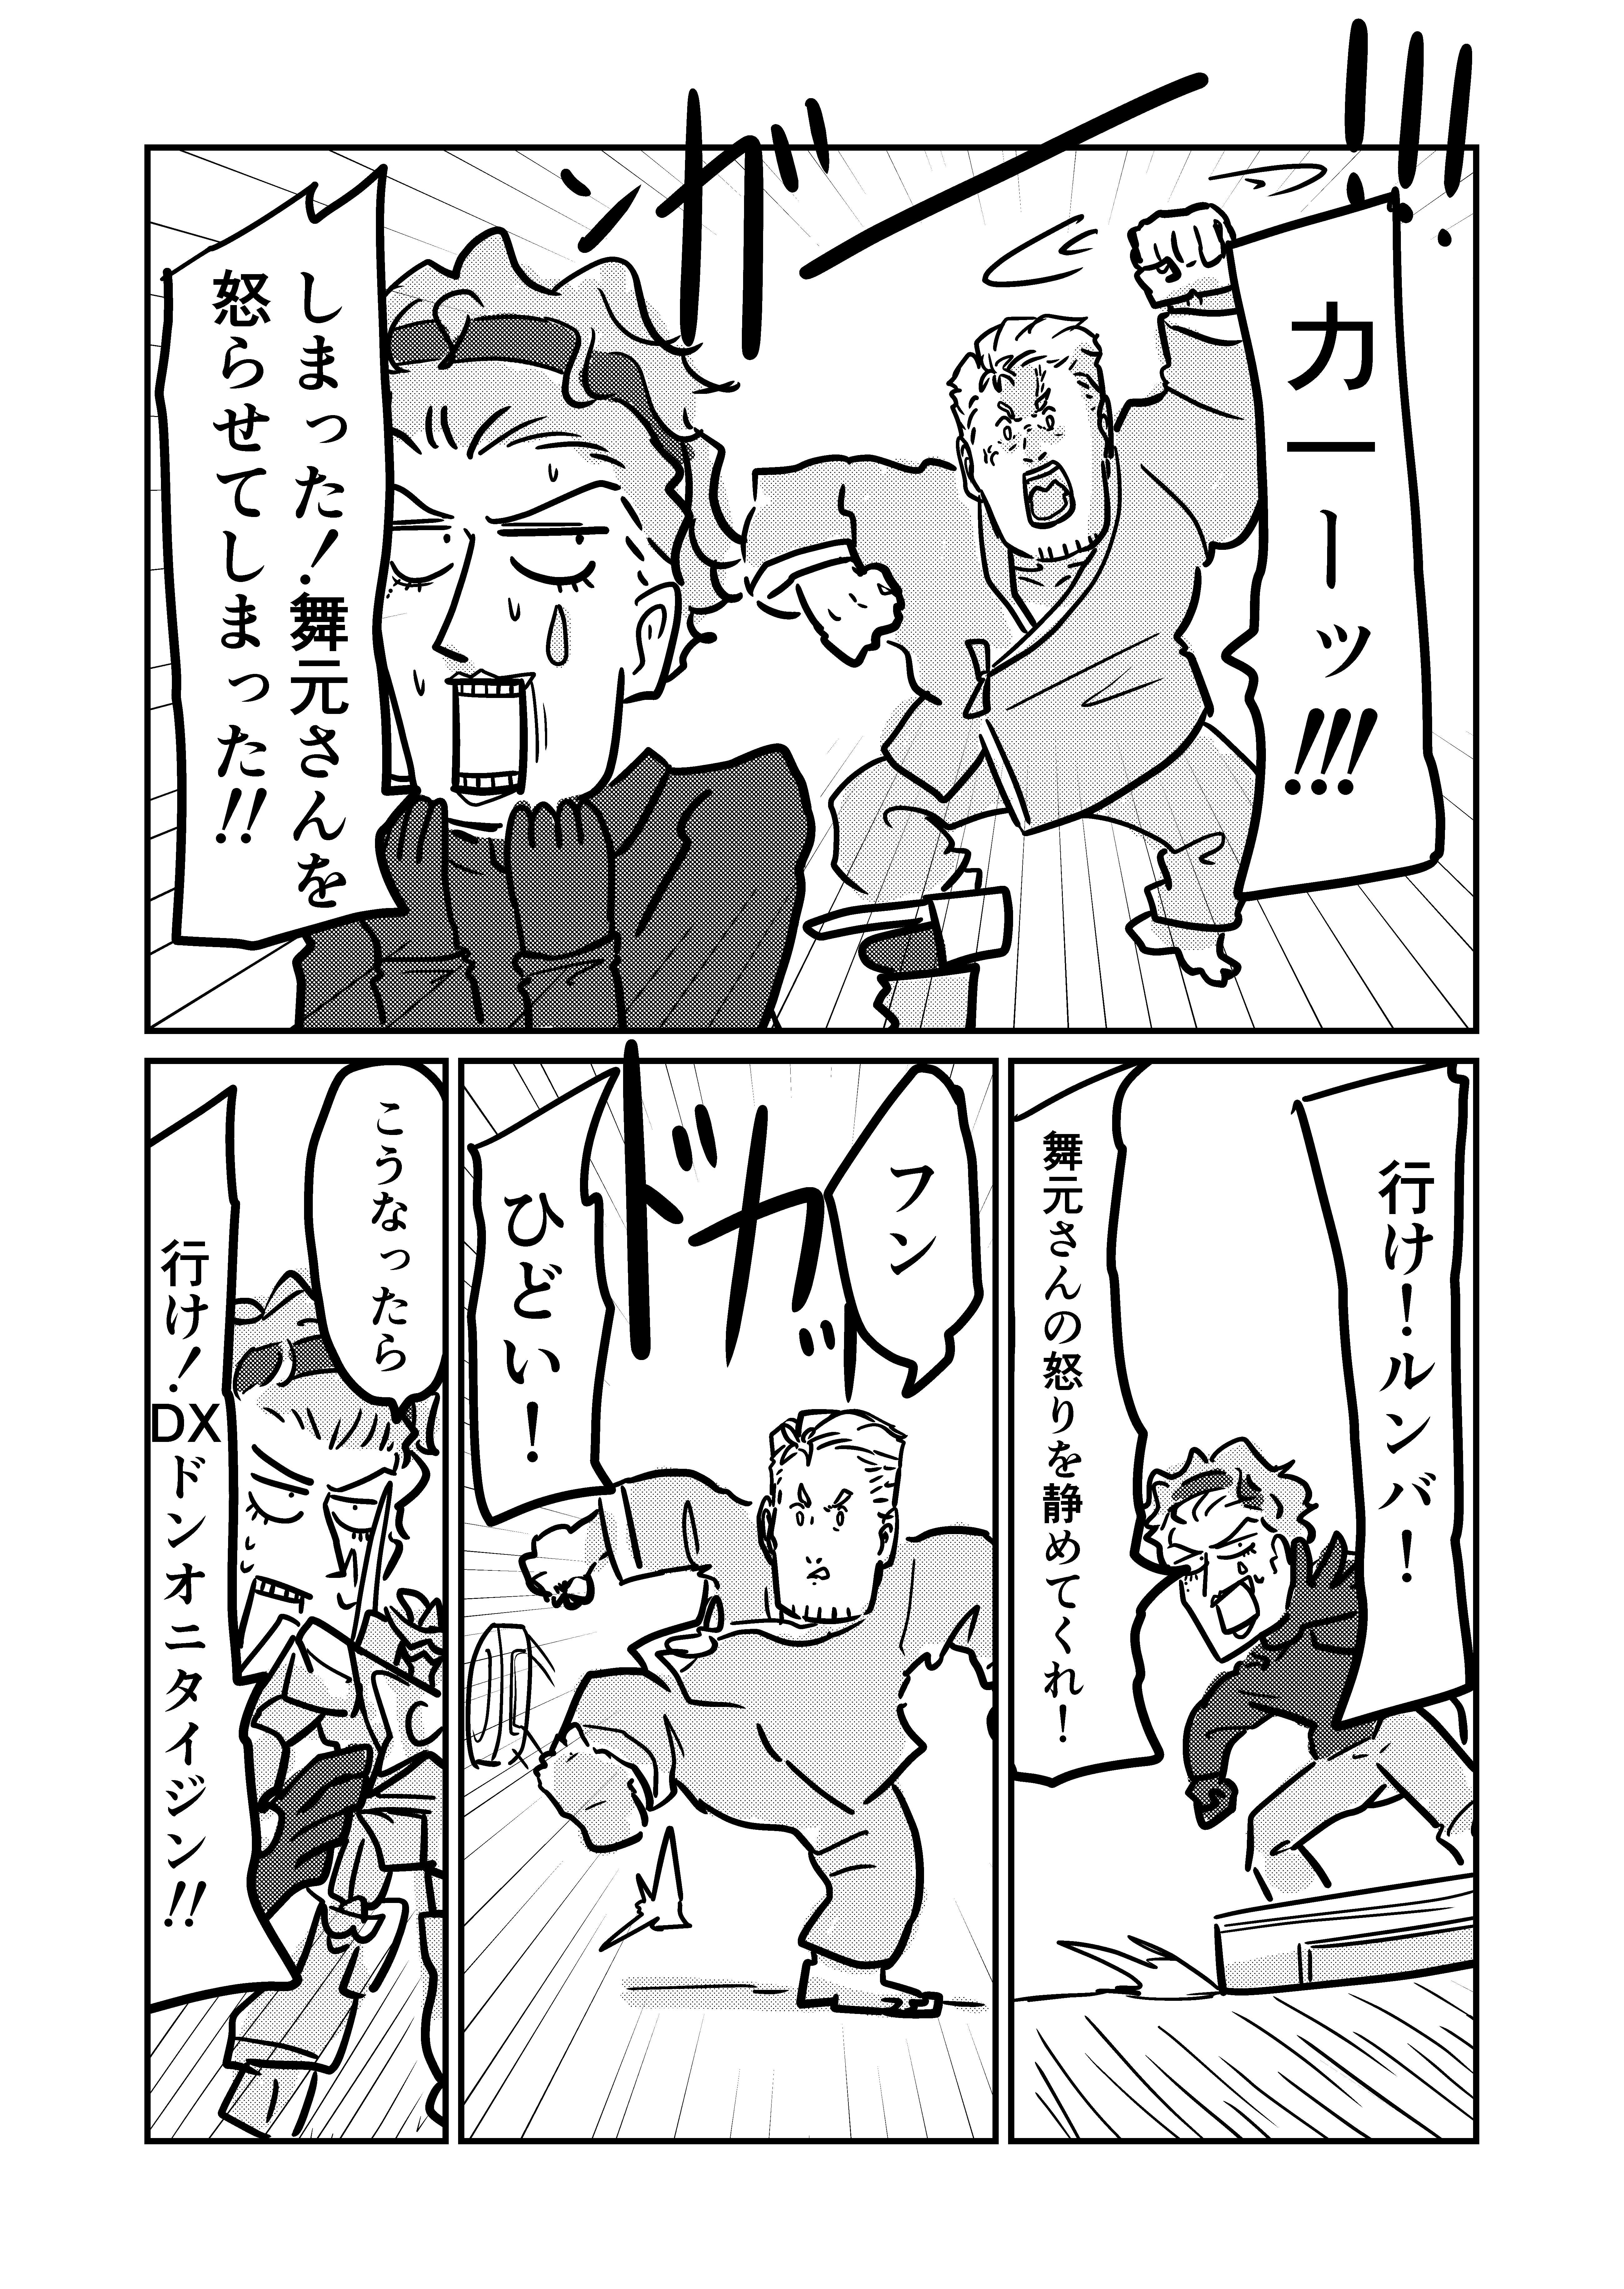 ガーン!!!
カーーッ!!!
しまった!舞元さんを
怒らせてしまった!!
行け!ルンバ!
舞元さんの怒りを静めてくれ!
フン
ドガッ
ひどい!
こうなったら
行け!DXドンオニタイジン!!